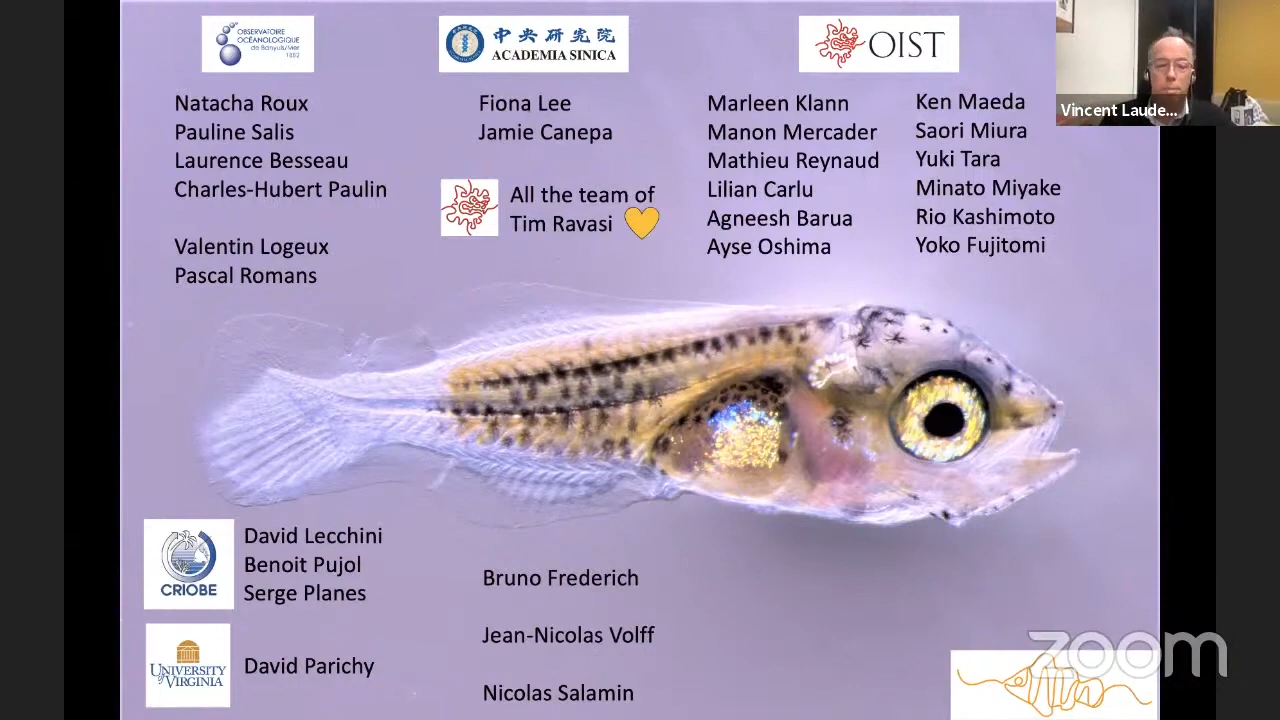 OBSERVATOIRE
OCÉANOLOGIQUE
de Banyuls/Mer
1882
中央研究院
ACADEMIA SINICA
OIST
Natacha Roux
Pauline Salis
Laurence Besseau
Charles-Hubert Paulin
Valentin Logeux
Pascal Romans
Fiona Lee
Jamie Canepa
All the team of
Tim Ravasi
Marleen Klann
Manon Mercader
Mathieu Reynaud
Lilian Carlu
Agneesh Barua
Ayse Oshima
Ken Maeda
Saori Miura
Yuki Tara
Minato Miyake
Rio Kashimoto
Yoko Fujitomi
Vincent Laude...
CRIOBE
David Lecchini
Benoit Pujol
Serge Planes
UNIVERSITY
of VIRGINIA
David Parichy
Bruno Frederich
Jean-Nicolas Volff
Nicolas Salamin
zoom